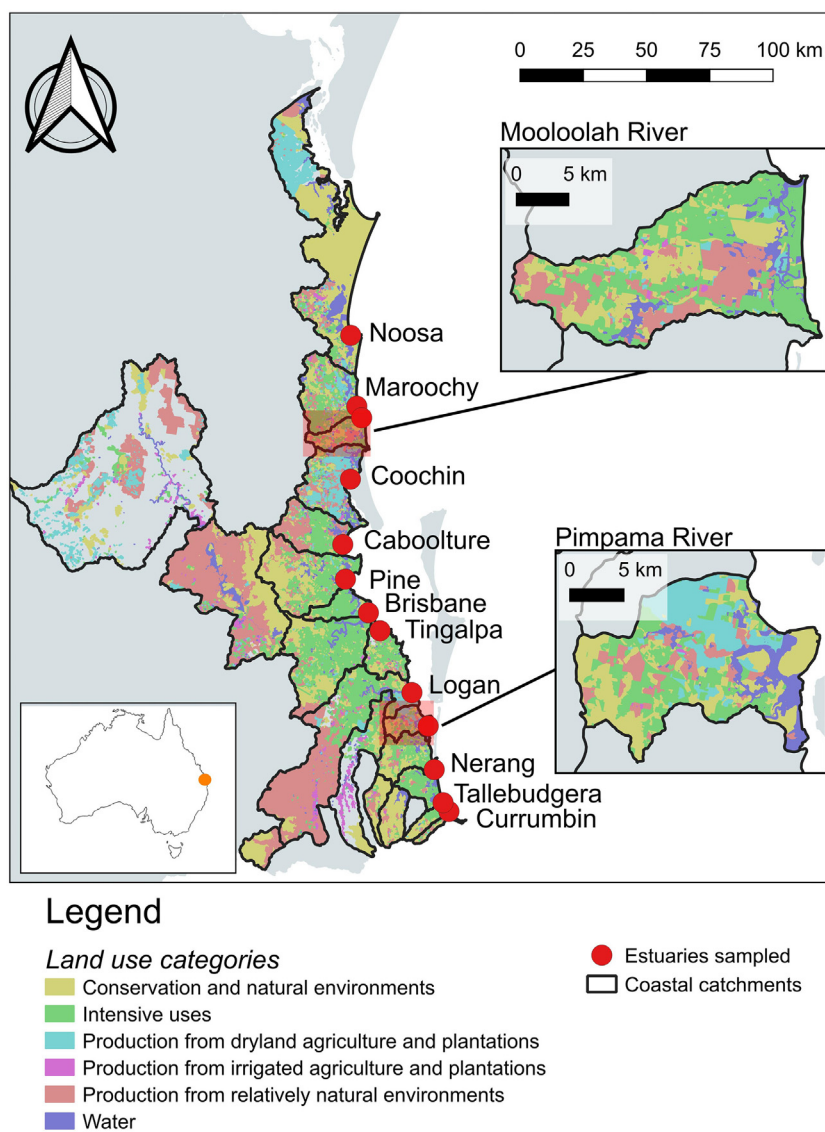 0 25 50 75 100 km
Mooloolah River
0 5 km
Noosa
Maroochy
Coochin
Caboolture
Pine
Pimpama River
0 5 km
Brisbane
Tingalpa
Logan
Nerang
Tallebudgera
Currumbin
Legend
Land use categories
Conservation and natural environments
Intensive uses
Production from dryland agriculture and plantations
Production from irrigated agriculture and plantations
Production from relatively natural environments
Water
Estuaries sampled
Coastal catchments